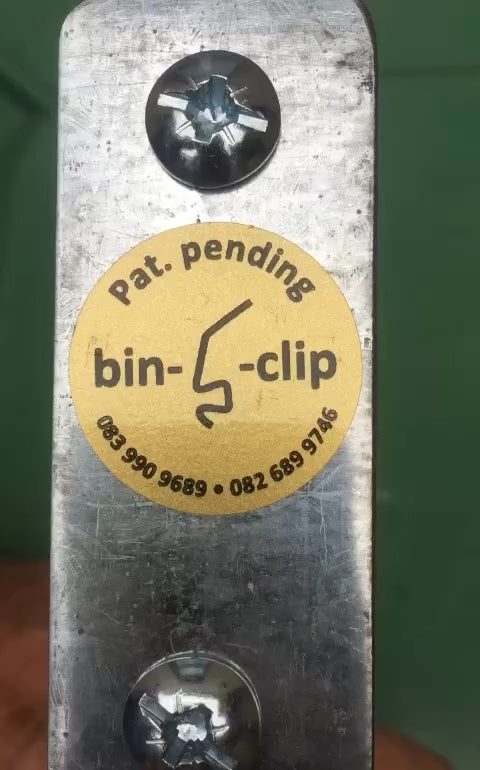 Pat. pending
bin- -clip
083 990 9689 • 082 689 9746